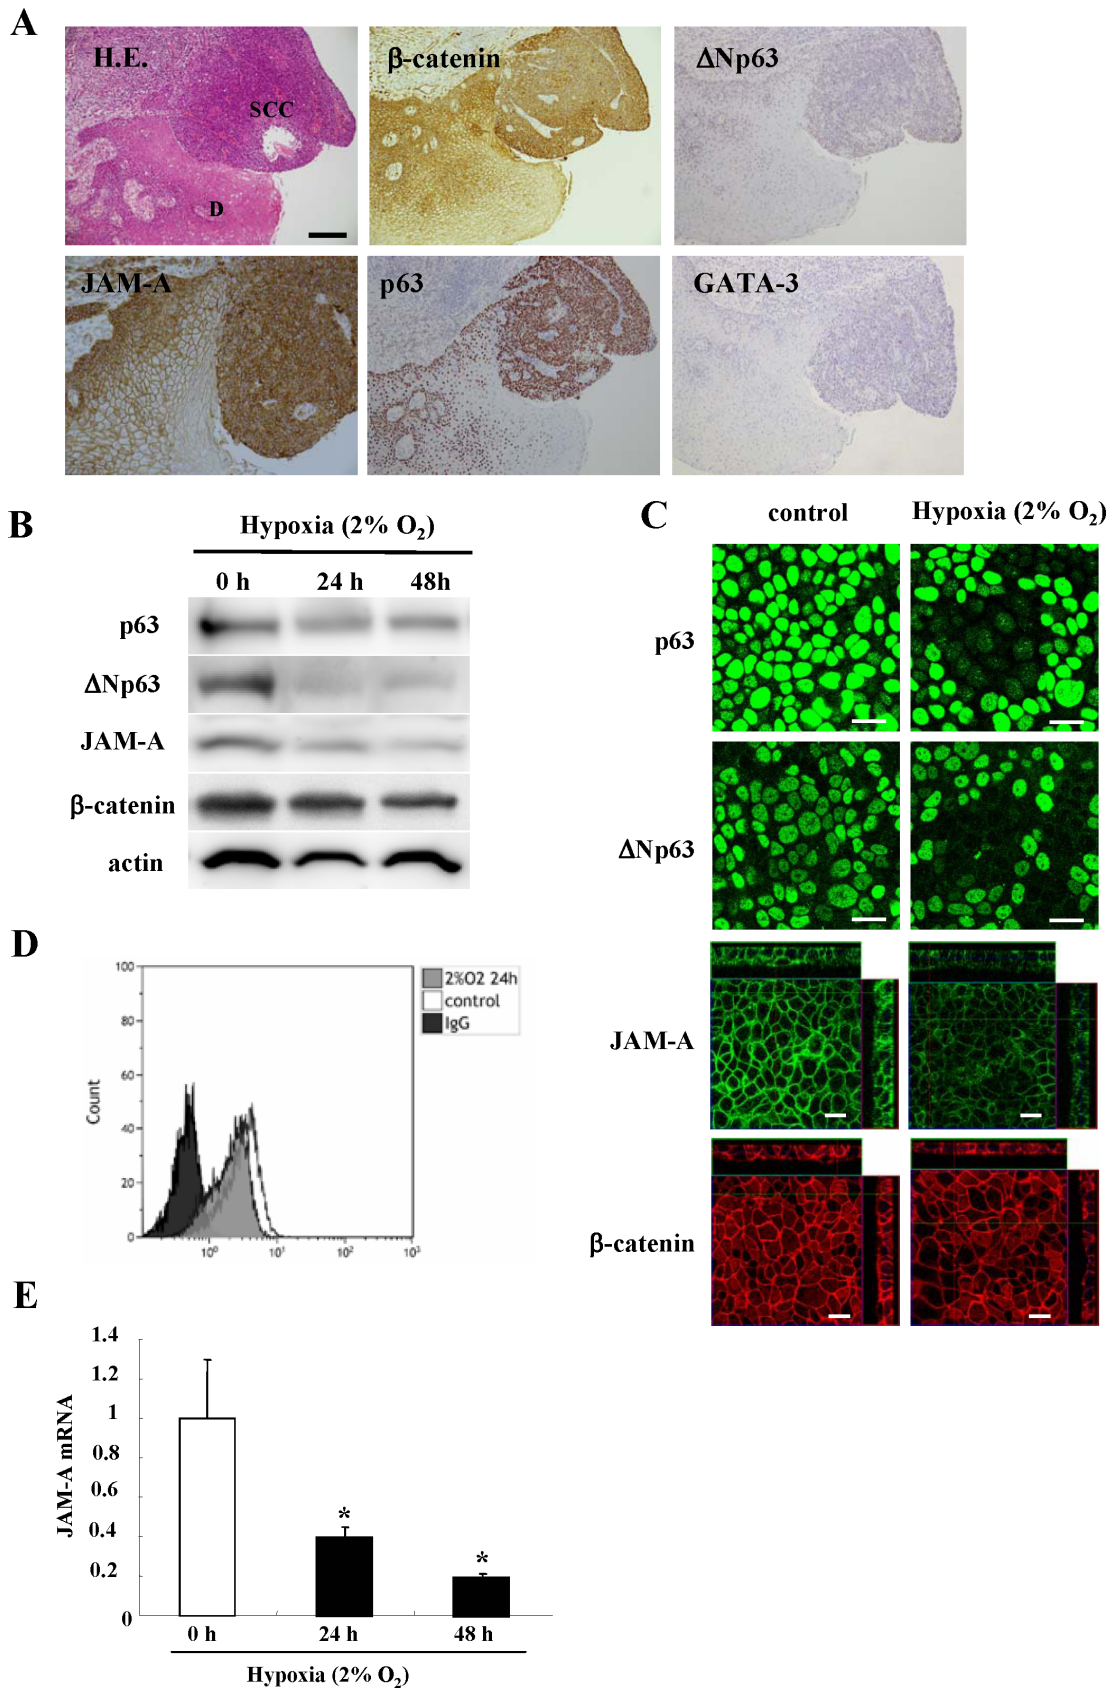 A
H.E.
SCC
D
β-catenin
ΔNp63
JAM-A
p63
GATA-3
B
Hypoxia (2% O2)
0 h 24 h 48h
p63
ΔNp63
JAM-A
β-catenin
actin
C
control Hypoxia (2% O2)
p63
ΔNp63
JAM-A
β-catenin
D
100
80
60
40
20
0
Count
10⁰ 10¹ 10² 10³
2%O2 24h
control
IgG
E
1.4
1.2
1
0.8
0.6
0.4
0.2
0
JAM-A mRNA
*
*
0 h 24 h 48 h
Hypoxia (2% O2)